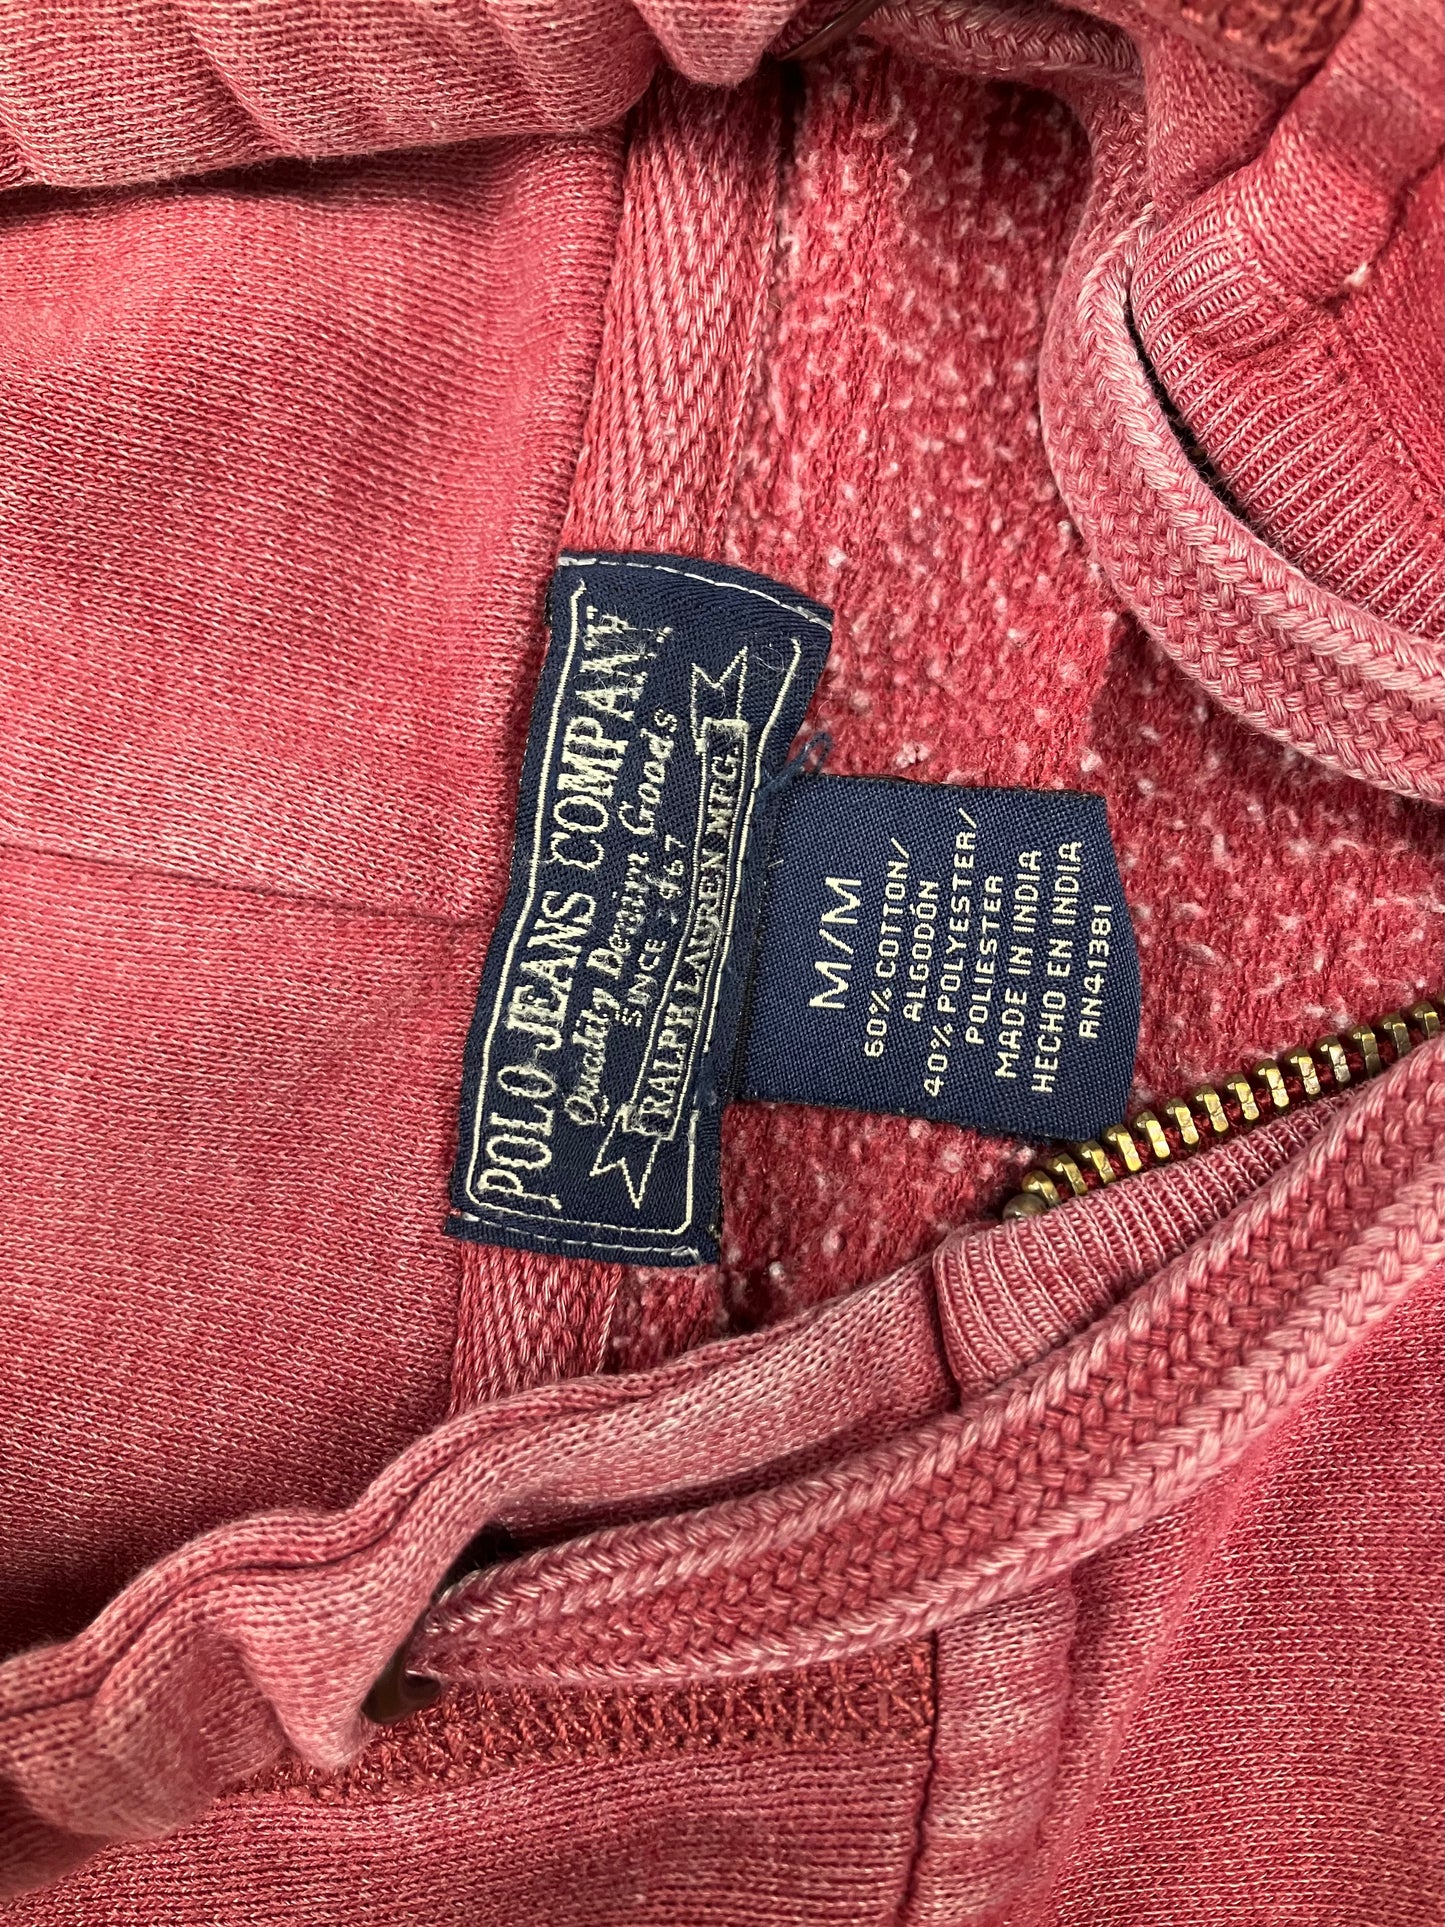 POLO JEANS COMPANY
Quality Denim Goods
SINCE 1967
RALPH LAUREN MFG.
M/M
60% COTTON/
ALGODÓN
40% POLYESTER/
POLIESTER
MADE IN INDIA
HECHO EN INDIA
RN41381